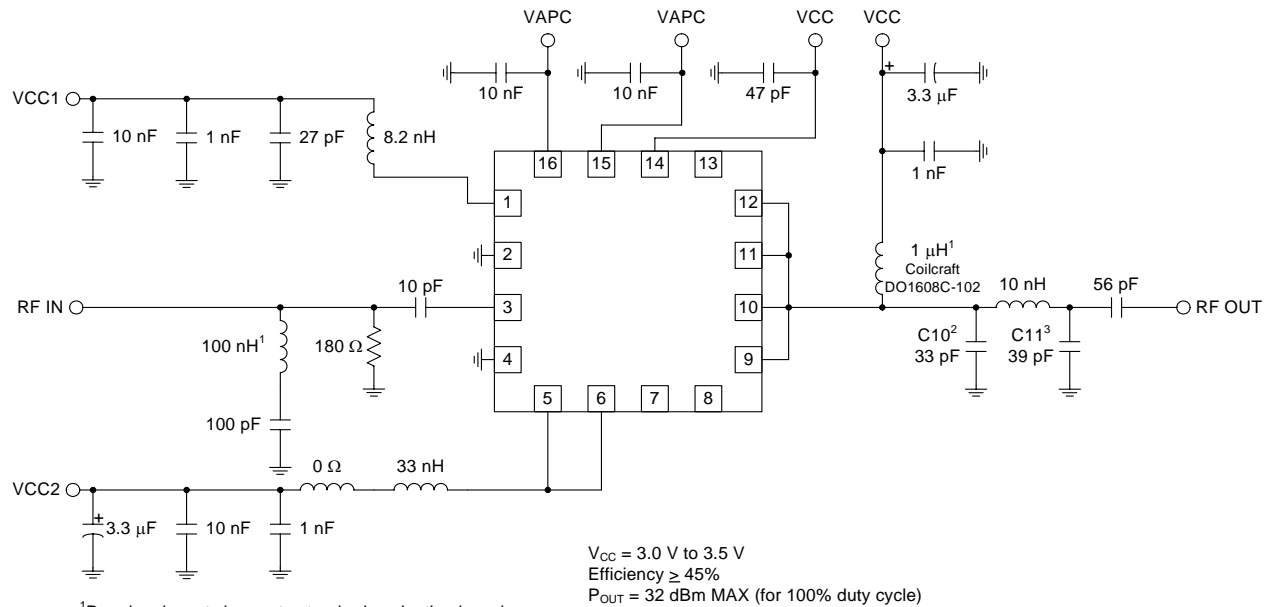 VAPC
VAPC
VCC
VCC
10 nF
10 nF
47 pF
+
3.3 μF
VCC1
10 nF
1 nF
27 pF
8.2 nH
1 nF
16
15
14
13
1
12
2
11
1 μH¹
Coilcraft
DO1608C-102
RF IN
10 pF
3
10
10 nH
56 pF
RF OUT
100 nH¹
180 Ω
4
9
C10²
33 pF
C11³
39 pF
5
6
7
8
100 pF
0 Ω
33 nH
VCC2
+
3.3 μF
10 nF
1 nF
V_CC = 3.0 V to 3.5 V
Efficiency ≥ 45%
P_OUT = 32 dBm MAX (for 100% duty cycle)